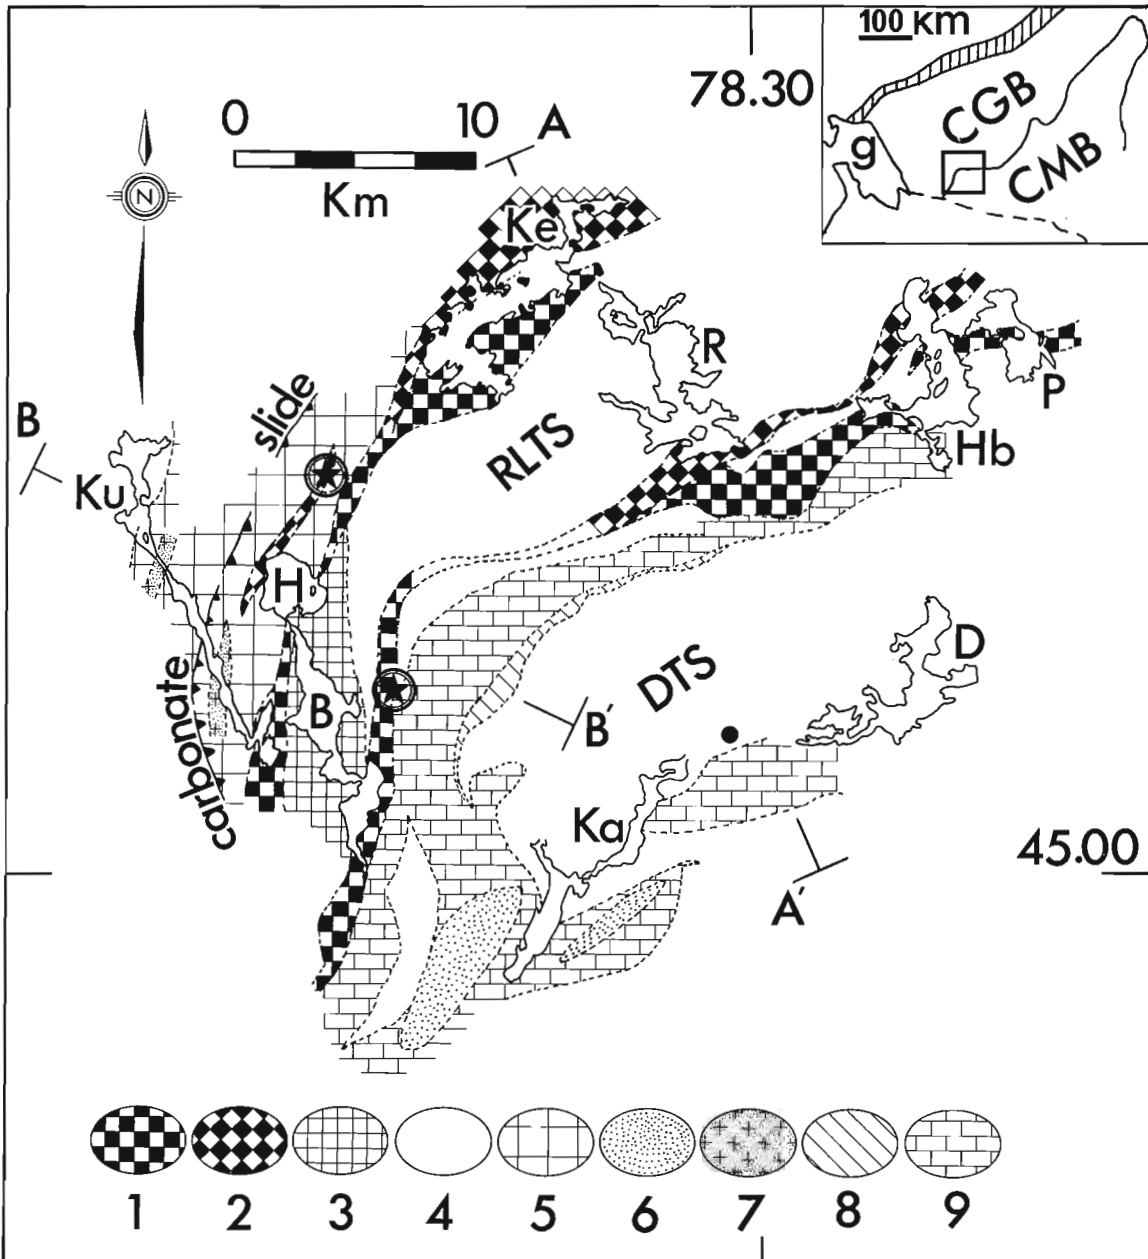 100 km
78.30
CGB
CMB
g
0 10
Km
A
N
Ke
R
P
Hb
slide
B
Ku
RLTS
H
carbonate
B
DTS
D
B′
Ka
45.00
A′
1 2 3 4 5 6 7 8 9